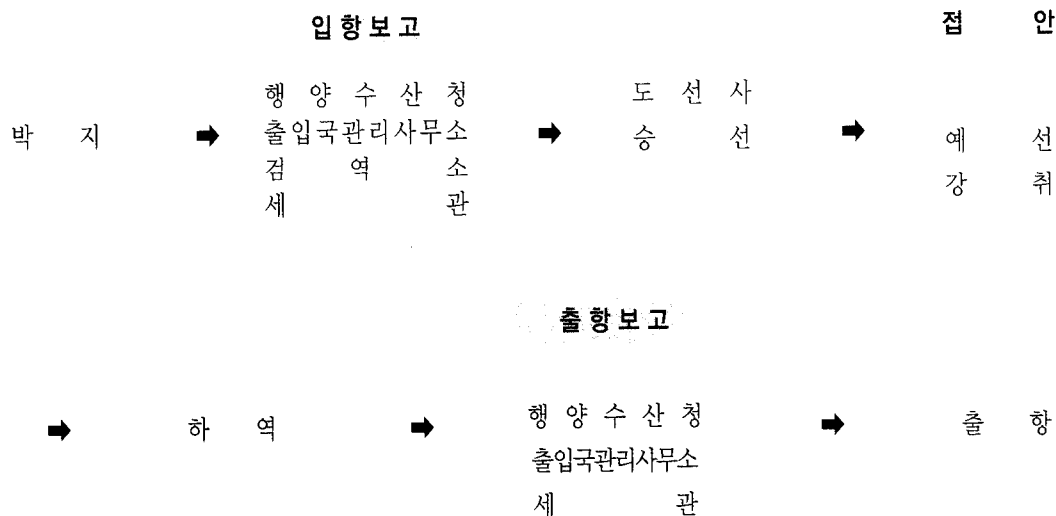 입항보고
접 안
박 지
➡
행 양 수 산 청
출입국관리사무소
검 역 소
세 관
➡
도 선 사
승 선
➡
예 선
강 취
출항보고
➡
하 역
➡
행 양 수 산 청
출입국관리사무소
세 관
➡
출 항